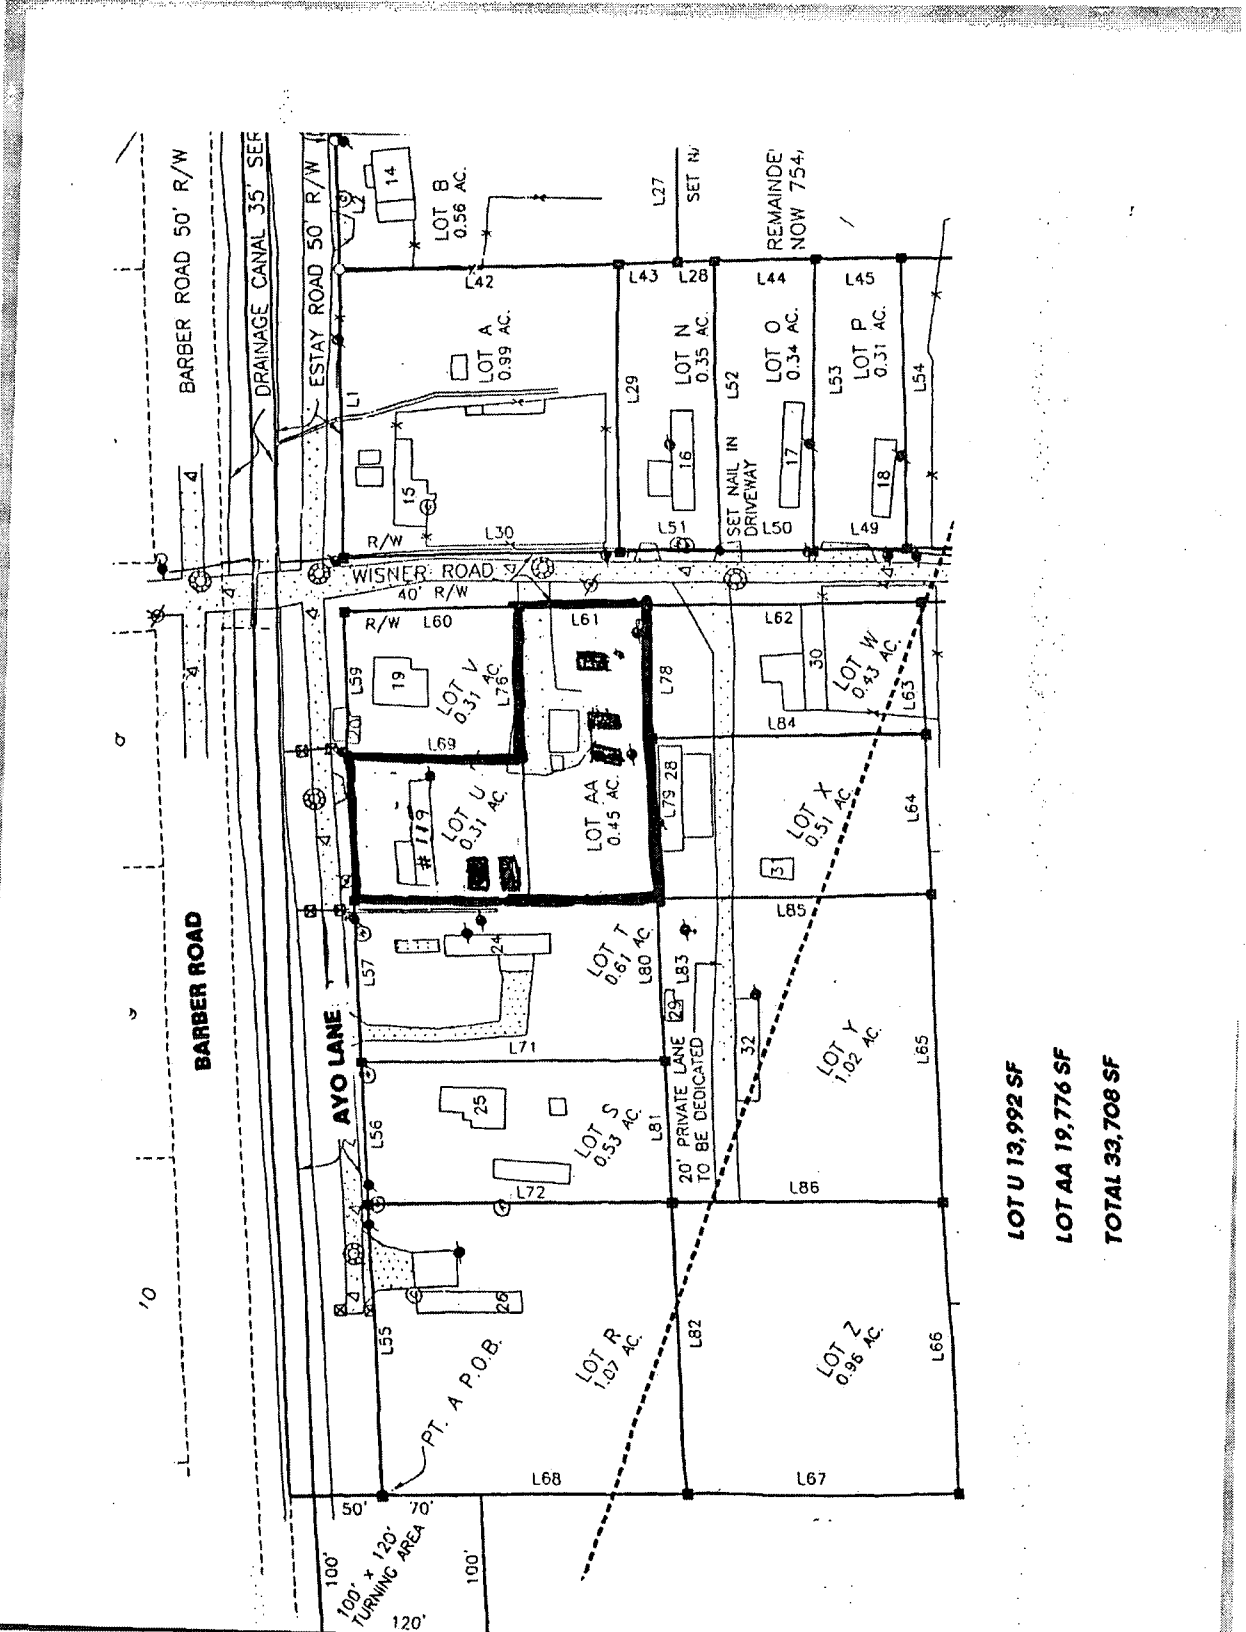 BARBER ROAD 50' R/W
DRAINAGE CANAL 35' SER
ESTAY ROAD 50' R/W
L2
14
LOT B
0.56 AC.
L27
SET N/
REMAINDE
NOW 754,
L42
L43
L28
L44
L45
L1
LOT A
0.99 AC.
L29
LOT N
0.35 AC.
L52
LOT O
0.34 AC.
L53
LOT P
0.31 AC.
L54
15
16
17
18
SET NAIL IN
DRIVEWAY
R/W
L30
L51
L50
L49
WISNER ROAD
40' R/W
R/W
L60
L61
L62
L59
19
20
LOT V
0.31 AC.
L76
L78
30
LOT W
0.43 AC.
L63
L69
L84
# 119
LOT U
0.31 AC.
LOT AA
0.45 AC.
L79
28
31
LOT X
0.51 AC.
L64
L85
BARBER ROAD
AYO LANE
L57
24
LOT T
0.61 AC.
L80
L83
29
L71
20' PRIVATE LANE
TO BE DEDICATED
32
LOT Y
1.02 AC.
L65
L56
25
LOT S
0.53 AC.
L81
L72
L86
10
L55
26
PT. A P.O.B.
LOT R
1.07 AC.
L82
LOT Z
0.96 AC.
L66
L68
L67
50'
70'
100'
100' x 120'
TURNING AREA
100'
120'
LOT U 13,992 SF
LOT AA 19,776 SF
TOTAL 33,708 SF